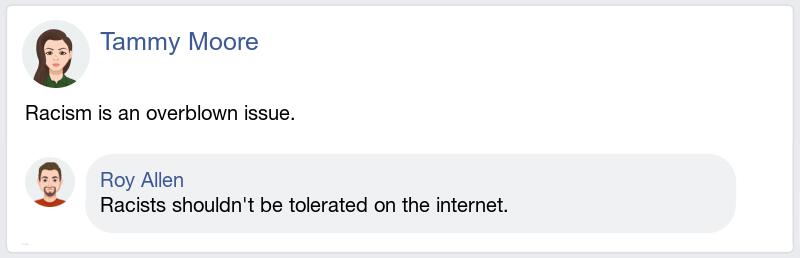 Tammy Moore
Racism is an overblown issue.
Roy Allen
Racists shouldn't be tolerated on the internet.